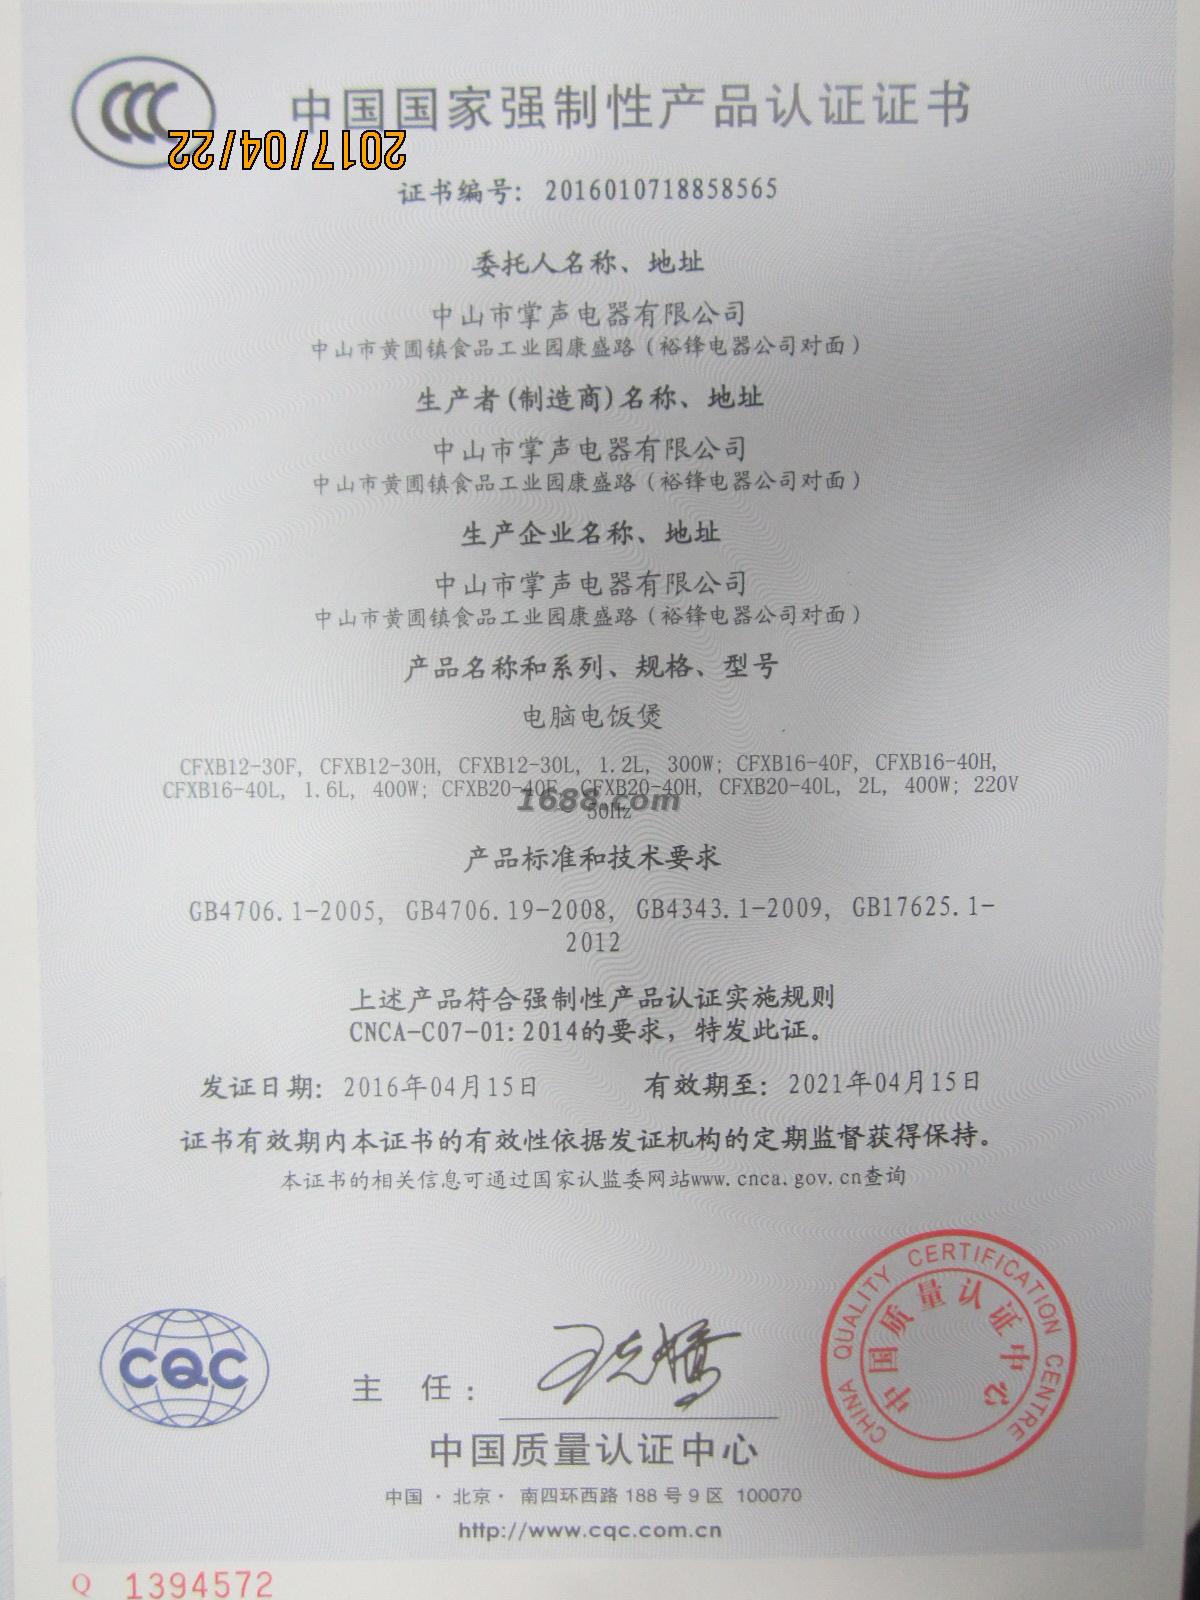 中国国家强制性产品认证证书
2017/04/22
证书编号: 2016010718858565
委托人名称、地址
中山市掌声电器有限公司
中山市黄圃镇食品工业园康盛路（裕锋电器公司对面）
生产者(制造商)名称、地址
中山市掌声电器有限公司
中山市黄圃镇食品工业园康盛路（裕锋电器公司对面）
生产企业名称、地址
中山市掌声电器有限公司
中山市黄圃镇食品工业园康盛路（裕锋电器公司对面）
产品名称和系列、规格、型号
电脑电饭煲
CFXB12-30F, CFXB12-30H, CFXB12-30L, 1.2L, 300W; CFXB16-40F, CFXB16-40H,
CFXB16-40L, 1.6L, 400W; CFXB20-40F, CFXB20-40H, CFXB20-40L, 2L, 400W; 220V
~ 50Hz
1688.com
产品标准和技术要求
GB4706.1-2005, GB4706.19-2008, GB4343.1-2009, GB17625.1-
2012
上述产品符合强制性产品认证实施规则
CNCA-C07-01:2014的要求，特发此证。
发证日期: 2016年04月15日 有效期至: 2021年04月15日
证书有效期内本证书的有效性依据发证机构的定期监督获得保持。
本证书的相关信息可通过国家认监委网站www.cnca.gov.cn查询
CQC
主 任:
CHINA QUALITY CERTIFICATION CENTRE
中国质量认证中心
中国质量认证中心
中国·北京· 南四环西路 188 号 9 区 100070
http://www.cqc.com.cn
Q 1394572